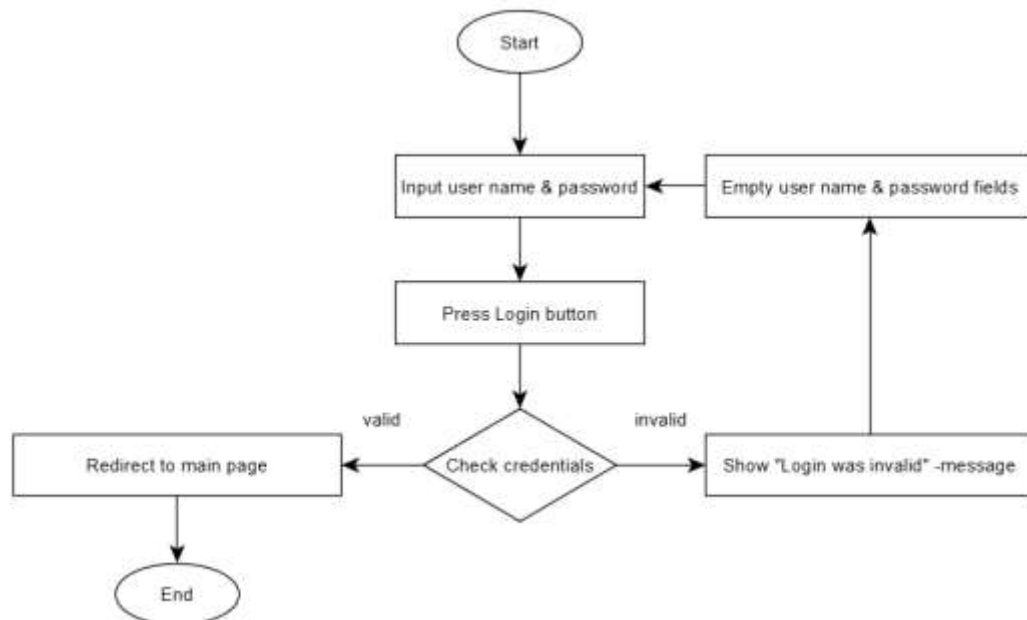 Start
Input user name & password
Empty user name & password fields
Press Login button
valid
invalid
Redirect to main page
Check credentials
Show "Login was invalid" -message
End